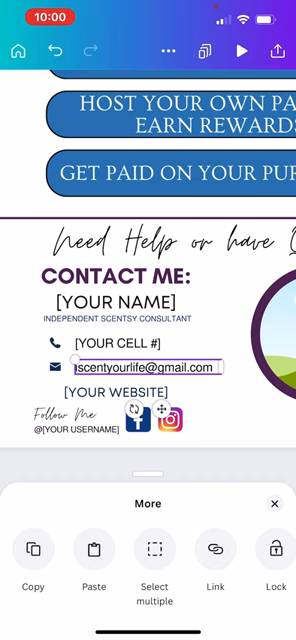 10:00
HOST YOUR OWN PA
EARN REWARDS
GET PAID ON YOUR PUR
Need Help or have Q
CONTACT ME:
[YOUR NAME]
INDEPENDENT SCENTSY CONSULTANT
[YOUR CELL #]
iscentyourlife@gmail.com
[YOUR WEBSITE]
Follow Me
@[YOUR USERNAME]
More
Copy
Paste
Select
multiple
Link
Lock